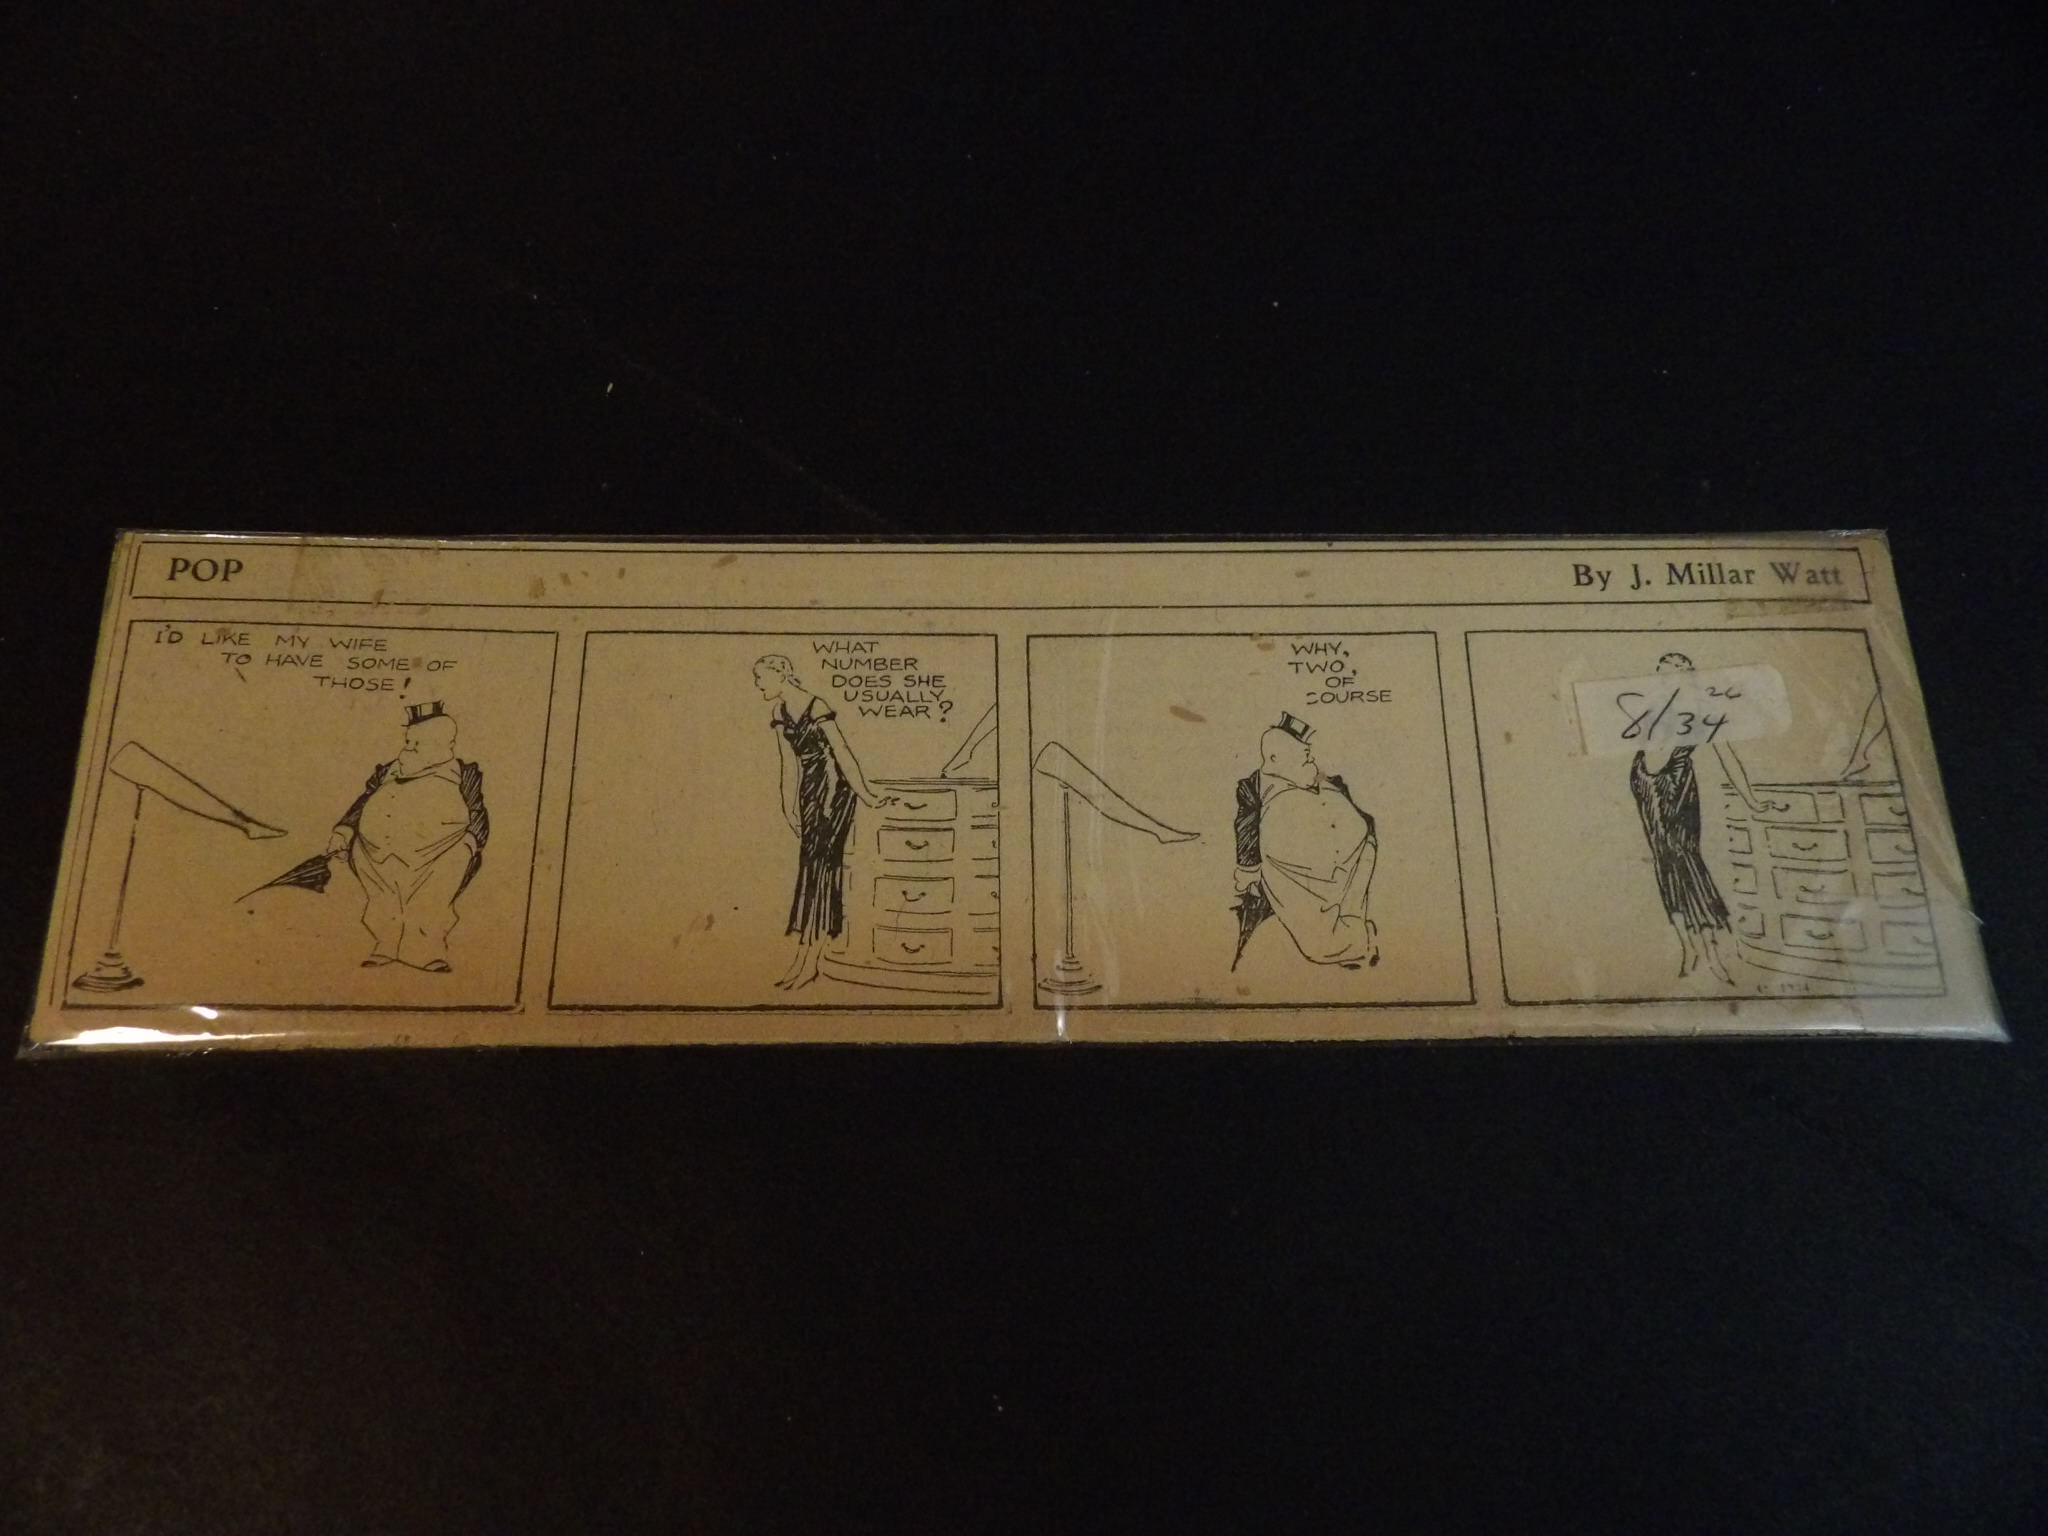 POP
By J. Millar Watt
I'D LIKE MY WIFE
TO HAVE SOME OF
THOSE!
WHAT
NUMBER
DOES SHE
USUALLY
WEAR?
WHY,
TWO,
OF
COURSE
8/34 26